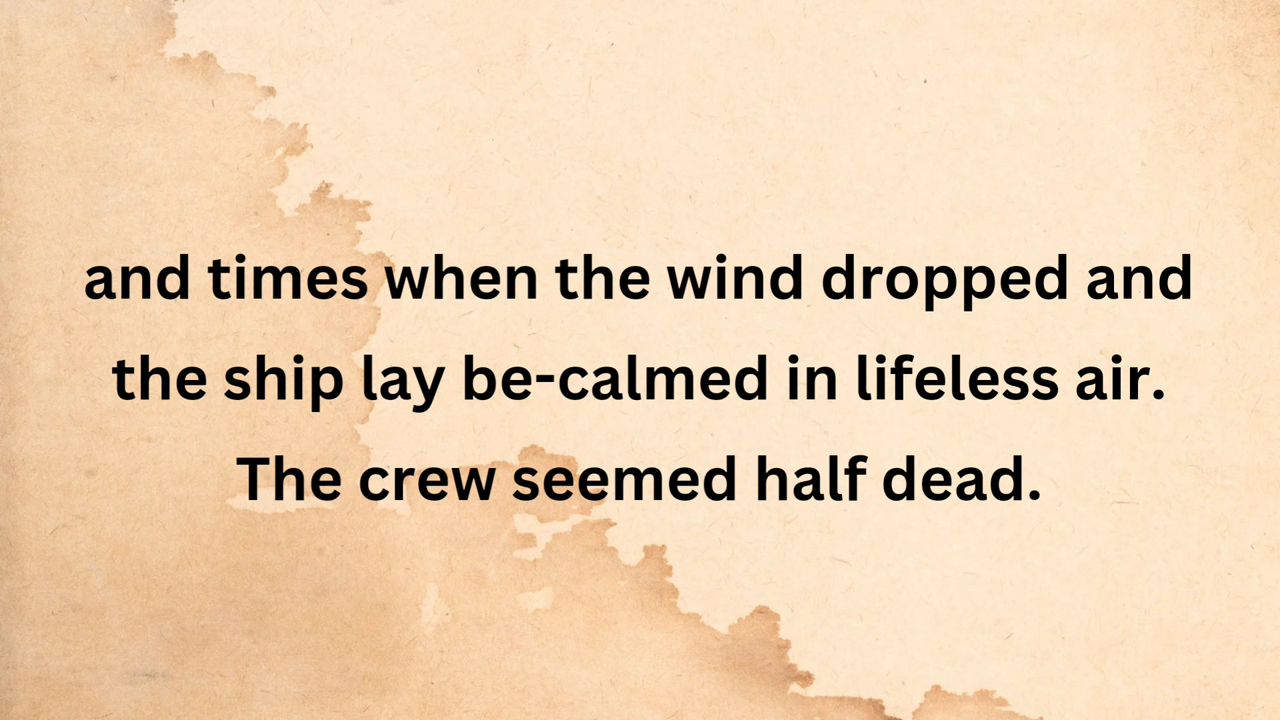 and times when the wind dropped and
the ship lay be-calmed in lifeless air.
The crew seemed half dead.